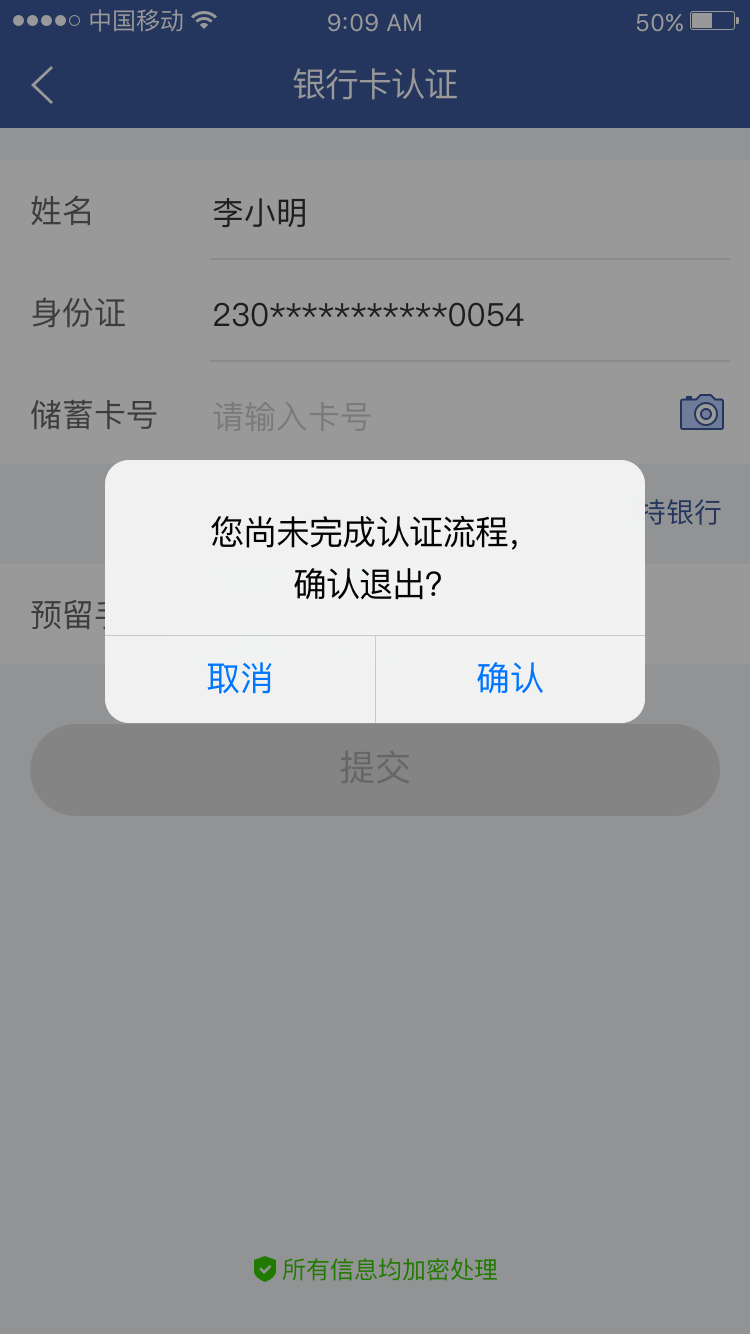 中国移动 9:09 AM 50%
银行卡认证
姓名 李小明
身份证 230***********0054
储蓄卡号 请输入卡号
持银行
您尚未完成认证流程,
确认退出?
预留
取消 确认
提交
所有信息均加密处理